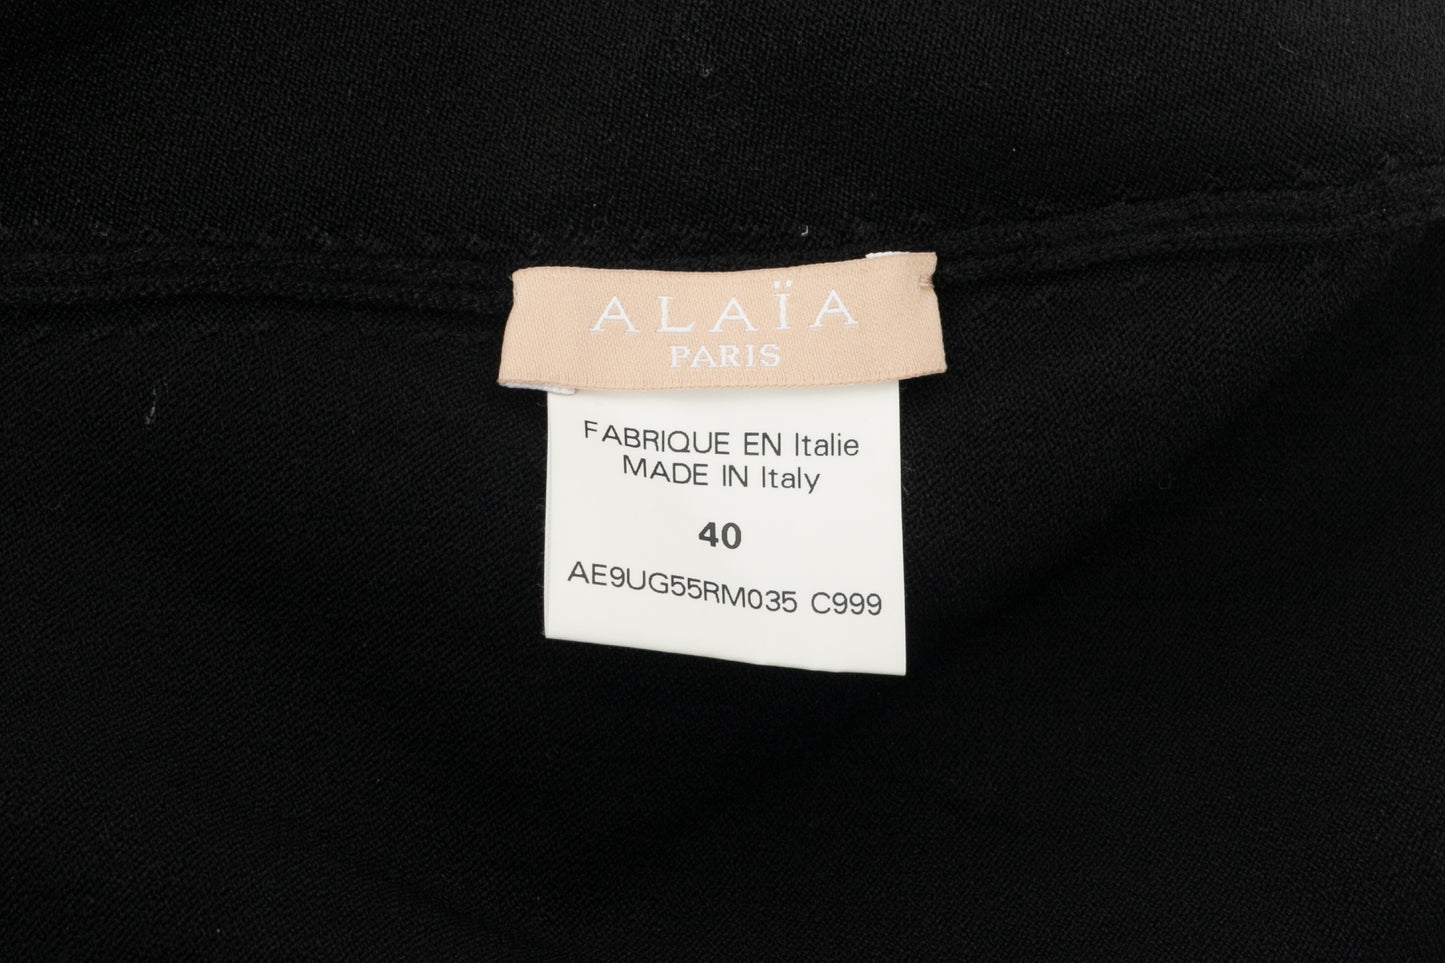 ALAÏA
PARIS
FABRIQUE EN Italie
MADE IN Italy
40
AE9UG55RM035 C999